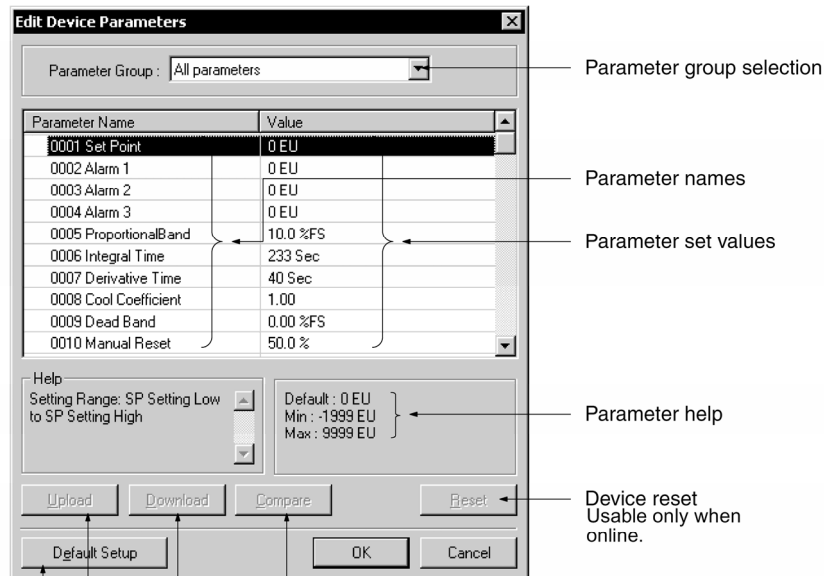 Edit Device Parameters
Parameter Group : All parameters
Parameter group selection
Parameter Name Value
0001 Set Point 0 EU
0002 Alarm 1 0 EU
0003 Alarm 2 0 EU
Parameter names
0004 Alarm 3 0 EU
0005 ProportionalBand 10.0 %FS
Parameter set values
0006 Integral Time 233 Sec
0007 Derivative Time 40 Sec
0008 Cool Coefficient 1.00
0009 Dead Band 0.00 %FS
0010 Manual Reset 50.0 %
Help
Setting Range: SP Setting Low
to SP Setting High
Default : 0 EU
Min : -1999 EU
Max : 9999 EU
Parameter help
Upload Download Compare Reset
Device reset
Usable only when
online.
Default Setup OK Cancel